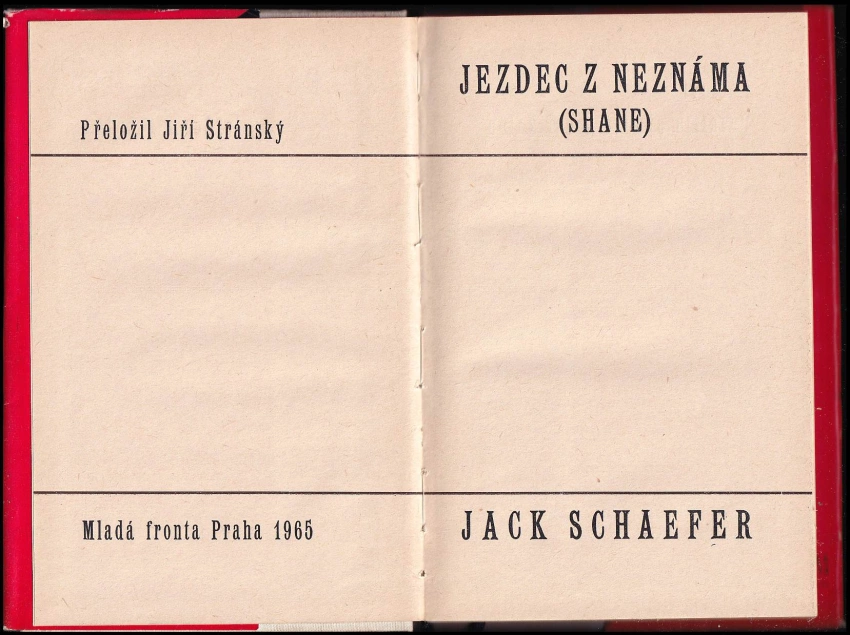 Přeložil Jiří Stránský
Mladá fronta Praha 1965
JEZDEC Z NEZNÁMA
(SHANE)
JACK SCHAEFER